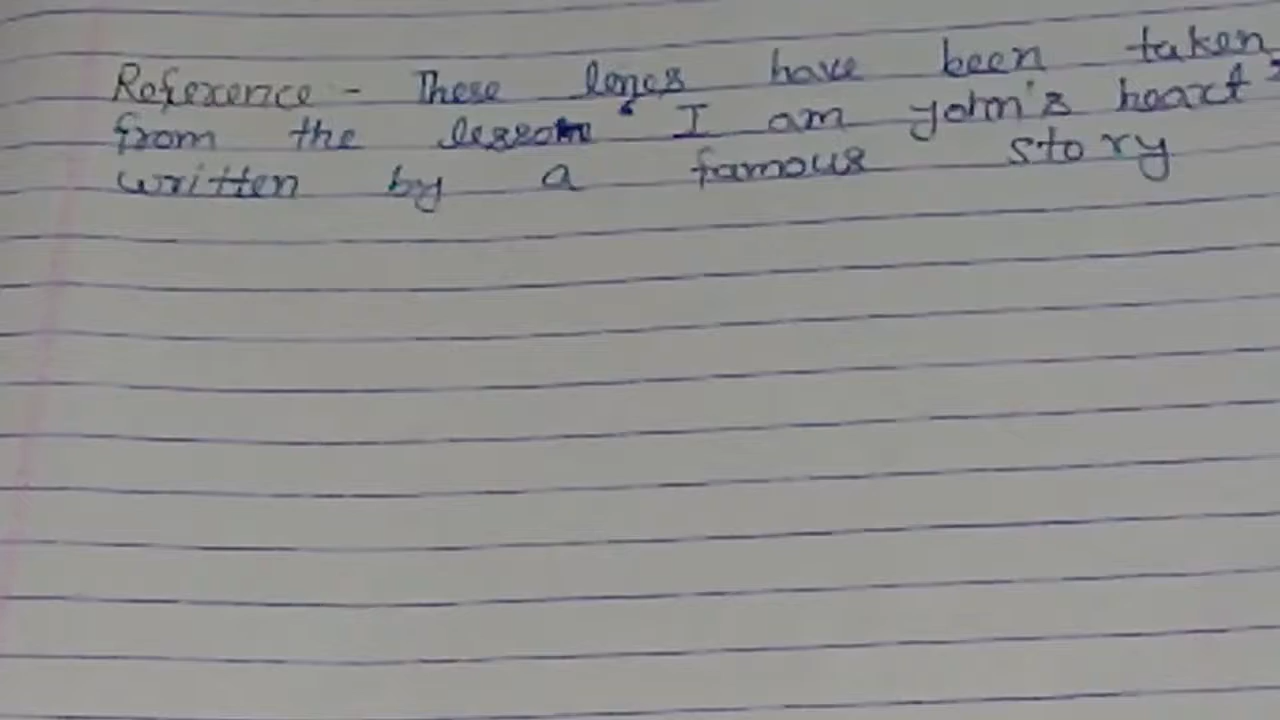 Reference - These lines have been taken
from the lesson "I am John's heart"
written by a famous story